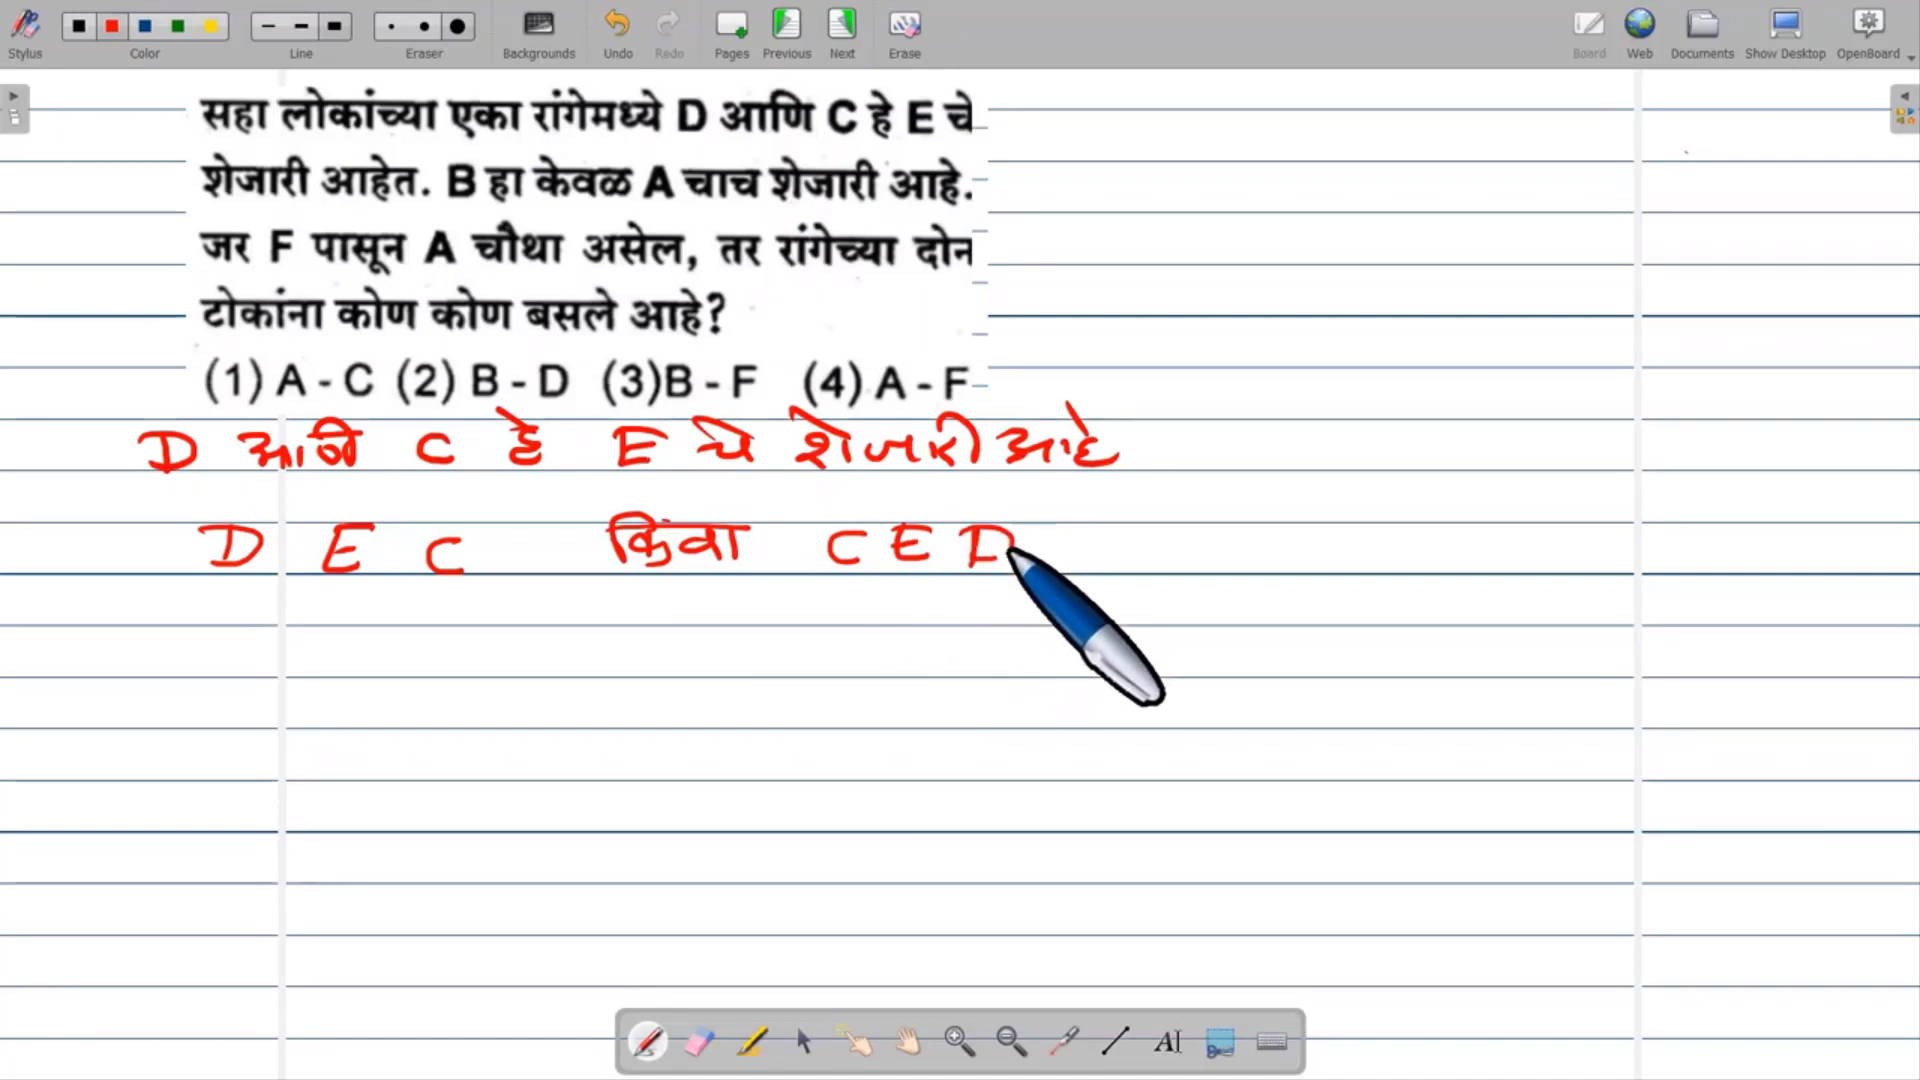 Stylus Color Line Eraser Backgrounds Undo Redo Pages Previous Next Erase Board Web Documents Show Desktop OpenBoard
सहा लोकांच्या एका रांगेमध्ये D आणि C हे E चे
शेजारी आहेत. B हा केवळ A चाच शेजारी आहे.
जर F पासून A चौथा असेल, तर रांगेच्या दोन
टोकांना कोण कोण बसले आहे?
(1) A - C (2) B - D (3)B - F (4) A - F
D आणि C हे E चे शेजारी आहे
D E C किंवा C E D